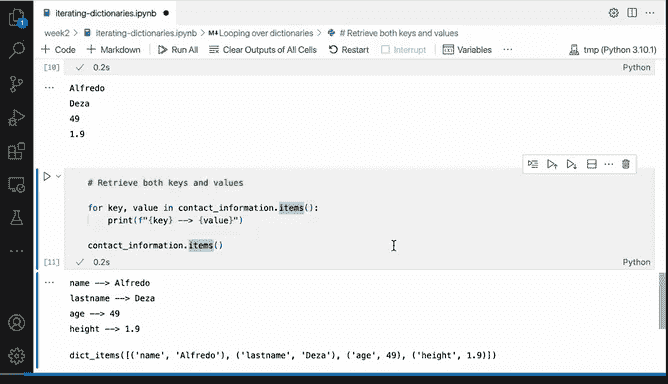 iterating-dictionaries.ipynb
week2 > iterating-dictionaries.ipynb > Looping over dictionaries > # Retrieve both keys and values
+ Code + Markdown Run All Clear Outputs of All Cells Restart Interrupt Variables ... tmp (Python 3.10.1)
[10] ✓ 0.2s Python
... Alfredo
Deza
49
1.9
# Retrieve both keys and values
for key, value in contact_information.items():
print(f"{key} --> {value}")
contact_information.items()
[11] ✓ 0.2s Python
... name --> Alfredo
lastname --> Deza
age --> 49
height --> 1.9
dict_items([('name', 'Alfredo'), ('lastname', 'Deza'), ('age', 49), ('height', 1.9)])